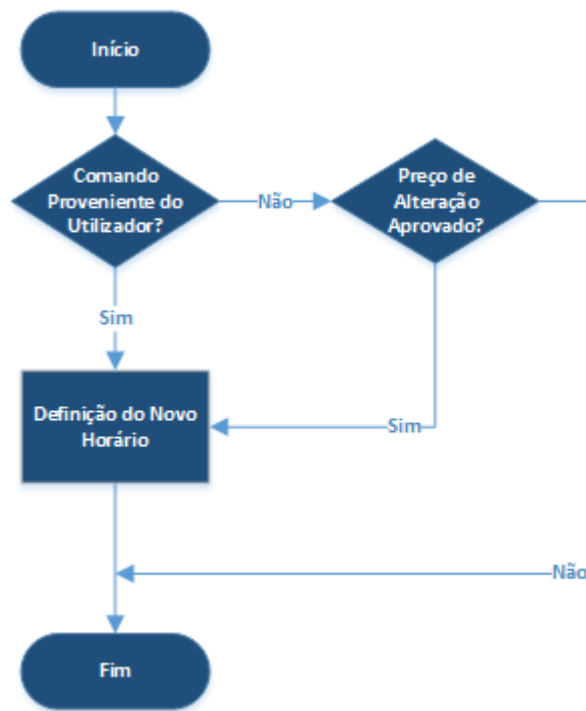 Início
Comando
Proveniente do
Utilizador?
Não
Preço de
Alteração
Aprovado?
Sim
Definição do Novo
Horário
Sim
Não
Fim